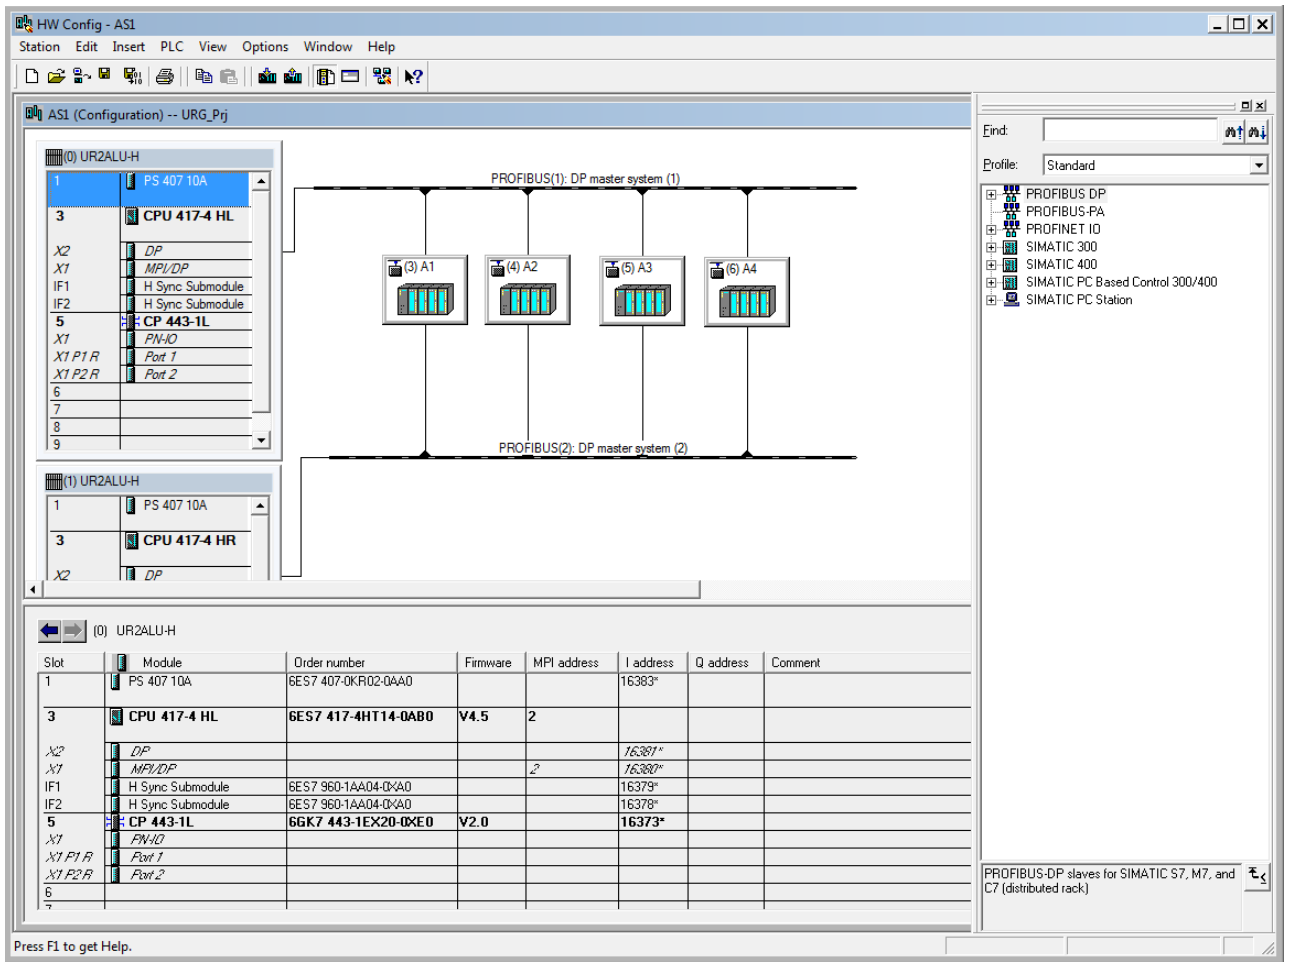 HW Config - AS1
Station Edit Insert PLC View Options Window Help
AS1 (Configuration) -- URG_Prj
(0) UR2ALU-H
1 PS 407 10A
3 CPU 417-4 HL
X2 DP
X1 MPI/DP
IF1 H Sync Submodule
IF2 H Sync Submodule
5 CP 443-1L
X1 PN-IO
X1 P1 R Port 1
X1 P2 R Port 2
6
7
8
9
(1) UR2ALU-H
1 PS 407 10A
3 CPU 417-4 HR
X2 DP
PROFIBUS(1): DP master system (1)
(3) A1 (4) A2 (5) A3 (6) A4
PROFIBUS(2): DP master system (2)
Find:
Profile: Standard
PROFIBUS DP
PROFIBUS-PA
PROFINET IO
SIMATIC 300
SIMATIC 400
SIMATIC PC Based Control 300/400
SIMATIC PC Station
PROFIBUS-DP slaves for SIMATIC S7, M7, and
C7 (distributed rack)
(0) UR2ALU-H
Slot Module Order number Firmware MPI address I address Q address Comment
1 PS 407 10A 6ES7 407-0KR02-0AA0 16383*
3 CPU 417-4 HL 6ES7 417-4HT14-0AB0 V4.5 2
X2 DP 16381*
X1 MPI/DP 2 16380*
IF1 H Sync Submodule 6ES7 960-1AA04-0XA0 16379*
IF2 H Sync Submodule 6ES7 960-1AA04-0XA0 16378*
5 CP 443-1L 6GK7 443-1EX20-0XE0 V2.0 16373*
X1 PN-IO
X1 P1 R Port 1
X1 P2 R Port 2
6
7
Press F1 to get Help.